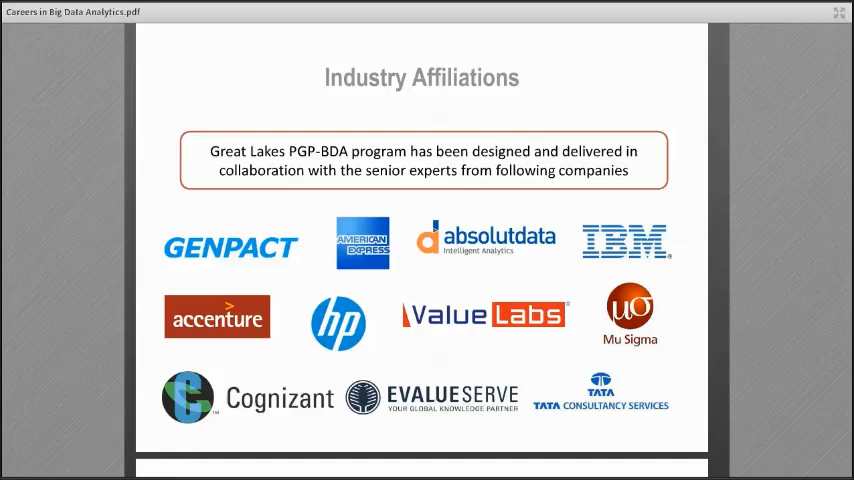 Careers in Big Data Analytics.pdf
Industry Affiliations
Great Lakes PGP-BDA program has been designed and delivered in
collaboration with the senior experts from following companies
GENPACT
AMERICAN
EXPRESS
absolutdata
Intelligent Analytics
IBM®
accenture
>
hp
ValueLabs®
μσ
Mu Sigma
C
Cognizant
™
EVALUESERVE
YOUR GLOBAL KNOWLEDGE PARTNER
TATA
TATA CONSULTANCY SERVICES